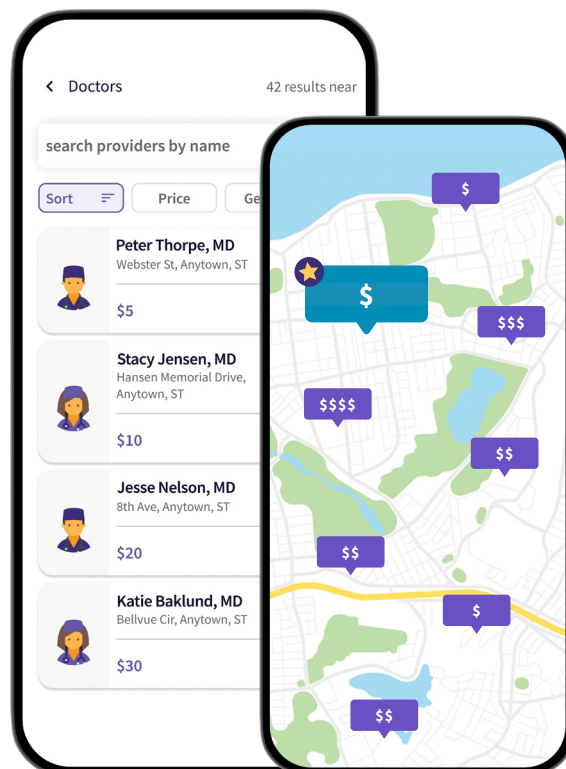 Doctors
42 results near
search providers by name
Sort
Price
Ge
Peter Thorpe, MD
Webster St, Anytown, ST
$5
Stacy Jensen, MD
Hansen Memorial Drive,
Anytown, ST
$10
Jesse Nelson, MD
8th Ave, Anytown, ST
$20
Katie Baklund, MD
Bellvue Cir, Anytown, ST
$30
$
$
$$$
$$$$
$$
$$
$
$$